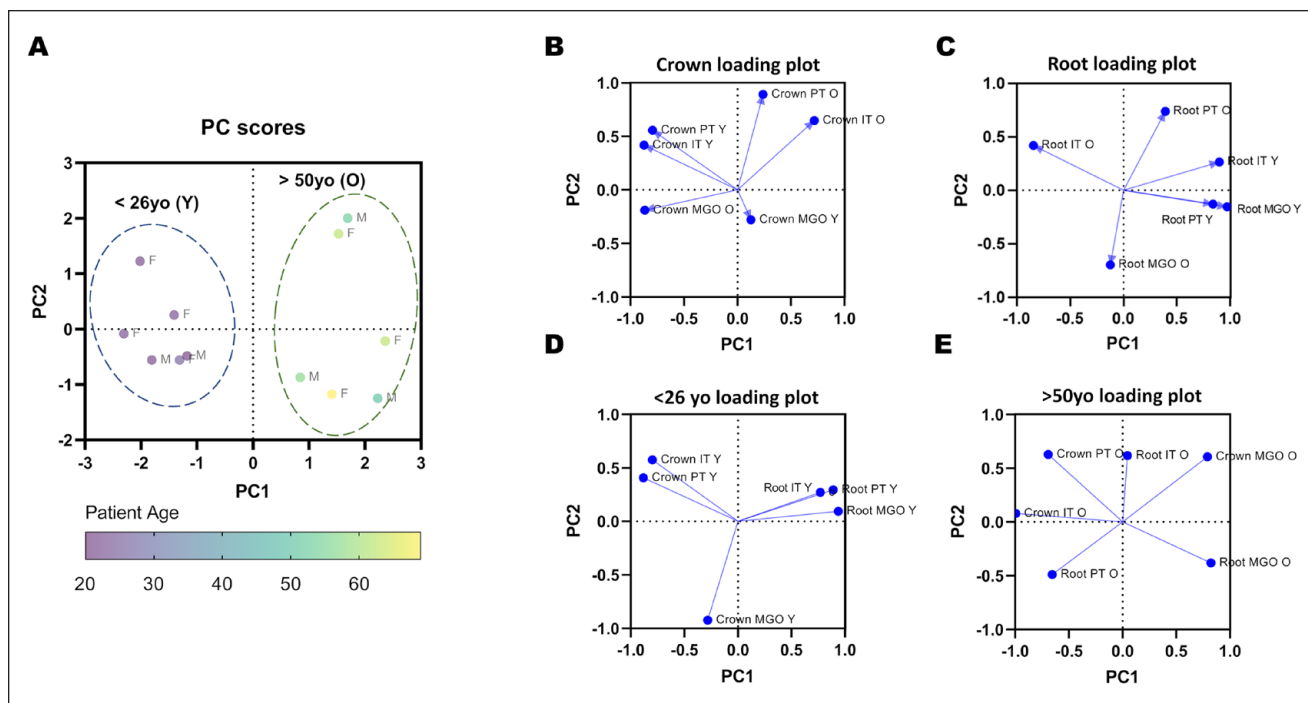 A
PC scores
PC2
3
2
1
0
-1
-2
-3
-2
-1
0
1
2
3
PC1
< 26yo (Y)
> 50yo (O)
F
F
F
M
F
M
M
F
F
M
F
M
Patient Age
20
30
40
50
60
B
Crown loading plot
PC2
1.0
0.5
0.0
-0.5
-1.0
-1.0
-0.5
0.0
0.5
1.0
PC1
Crown PT O
Crown IT O
Crown PT Y
Crown IT Y
Crown MGO O
Crown MGO Y
C
Root loading plot
PC2
1.0
0.5
0.0
-0.5
-1.0
-1.0
-0.5
0.0
0.5
1.0
PC1
Root PT O
Root IT O
Root IT Y
Root PT Y
Root MGO Y
Root MGO O
D
<26 yo loading plot
PC2
1.0
0.5
0.0
-0.5
-1.0
-1.0
-0.5
0.0
0.5
1.0
PC1
Crown IT Y
Crown PT Y
Root IT Y
Root PT Y
Root MGO Y
Crown MGO Y
E
>50yo loading plot
PC2
1.0
0.5
0.0
-0.5
-1.0
-1.0
-0.5
0.0
0.5
1.0
PC1
Crown PT O
Root IT O
Crown MGO O
Crown IT O
Root PT O
Root MGO O